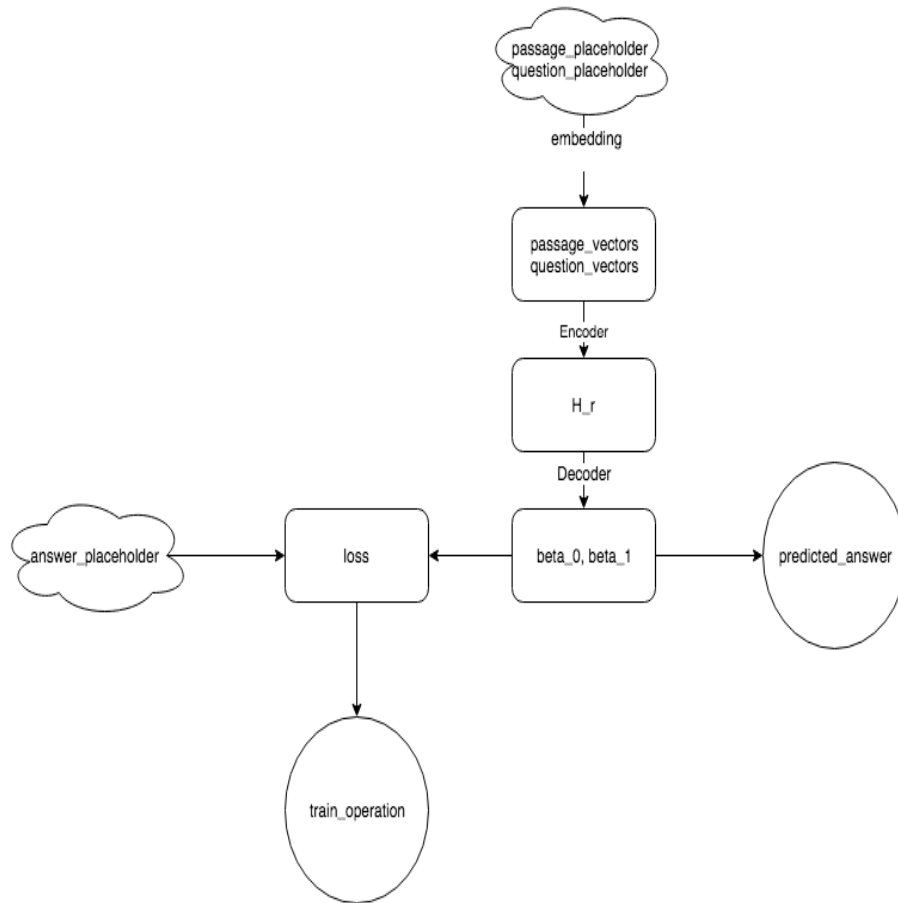 passage_placeholder
question_placeholder
embedding
passage_vectors
question_vectors
Encoder
H_r
Decoder
answer_placeholder
loss
beta_0, beta_1
predicted_answer
train_operation